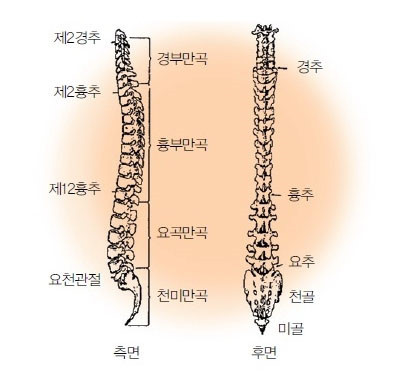 제2경추
경부만곡
제2흉추
흉부만곡
제12흉추
요곡만곡
요천관절
천미만곡
측면
경추
흉추
요추
천골
미골
후면